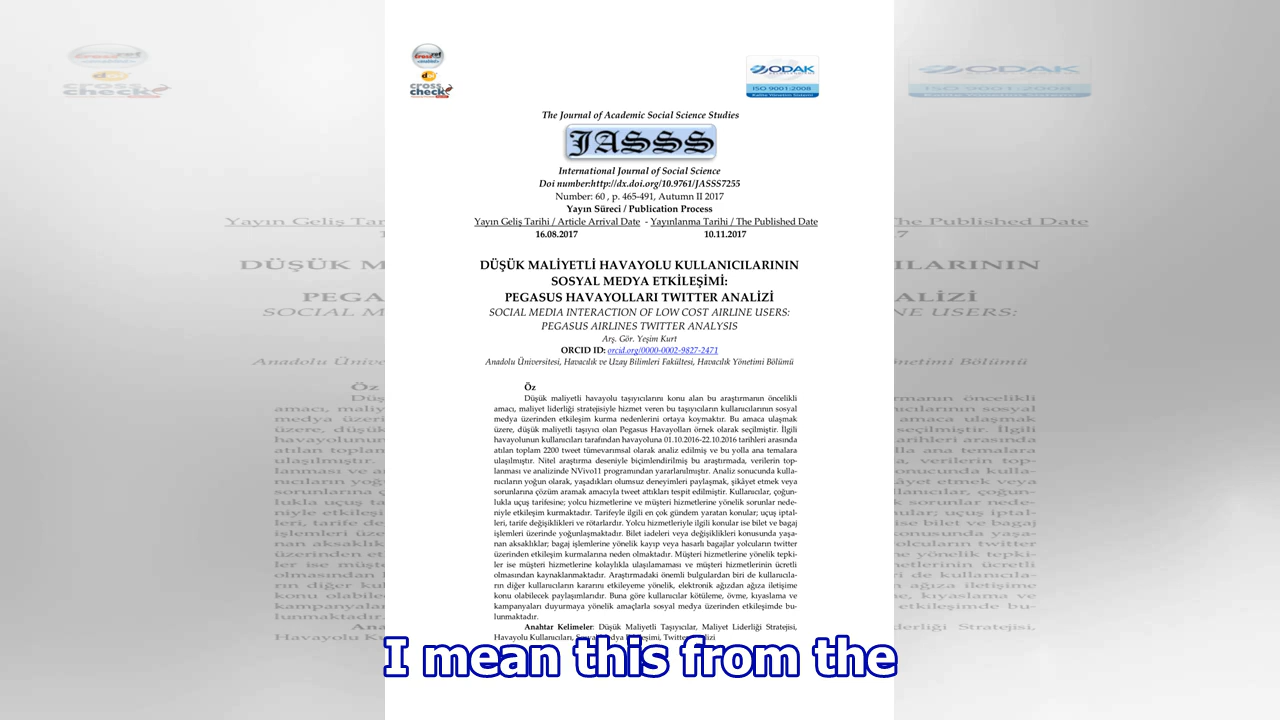 crossref
cross
check
ODAK
ISO 9001:2008
The Journal of Academic Social Science Studies
JASSS
International Journal of Social Science
Doi number:http://dx.doi.org/10.9761/JASSS7255
Number: 60 , p. 465-491, Autumn II 2017
Yayın Süreci / Publication Process
Yayın Geliş Tarihi / Article Arrival Date - Yayınlanma Tarihi / The Published Date
16.08.2017 10.11.2017
DÜŞÜK MALİYETLİ HAVAYOLU KULLANICILARININ
SOSYAL MEDYA ETKİLEŞİMİ:
PEGASUS HAVAYOLLARI TWITTER ANALİZİ
SOCIAL MEDIA INTERACTION OF LOW COST AIRLINE USERS:
PEGASUS AIRLINES TWITTER ANALYSIS
Arş. Gör. Yeşim Kurt
ORCID ID: orcid.org/0000-0002-9827-2471
Anadolu Üniversitesi, Havacılık ve Uzay Bilimleri Fakültesi, Havacılık Yönetimi Bölümü
Öz
Düşük maliyetli havayolu taşıyıcılarını konu alan bu araştırmanın öncelikli
amacı, maliyet liderliği stratejisiyle hizmet veren bu taşıyıcıların kullanıcılarının sosyal
medya üzerinden etkileşim kurma nedenlerini ortaya koymaktır. Bu amaca ulaşmak
üzere, düşük maliyetli taşıyıcı olan Pegasus Havayolları örnek olarak seçilmiştir. İlgili
havayolunun kullanıcıları tarafından havayoluna 01.10.2016-22.10.2016 tarihleri arasında
atılan toplam 2200 tweet tümevarımsal olarak analiz edilmiş ve bu yolla ana temalara
ulaşılmıştır. Nitel araştırma deseniyle biçimlendirilmiş bu araştırmada, verilerin top-
lanması ve analizinde NVivo11 programından yararlanılmıştır. Analiz sonucunda kulla-
nıcıların yoğun olarak, yaşadıkları olumsuz deneyimleri paylaşmak, şikâyet etmek veya
sorunlarına çözüm aramak amacıyla tweet attıkları tespit edilmiştir. Kullanıcılar, çoğun-
lukla uçuş tarifesine; yolcu hizmetlerine ve müşteri hizmetlerine yönelik sorunlar nede-
niyle etkileşim kurmaktadır. Tarifeyle ilgili en çok gündem yaratan konular; uçuş iptal-
leri, tarife değişiklikleri ve rötarlardır. Yolcu hizmetleriyle ilgili konular ise bilet ve bagaj
işlemleri üzerinde yoğunlaşmaktadır. Bilet iadeleri veya değişiklikleri konusunda yaşa-
nan aksaklıklar; bagaj işlemlerine yönelik kayıp veya hasarlı bagajlar yolcuların twitter
üzerinden etkileşim kurmalarına neden olmaktadır. Müşteri hizmetlerine yönelik tepki-
ler ise müşteri hizmetlerine kolaylıkla ulaşılamaması ve müşteri hizmetlerinin ücretli
olmasından kaynaklanmaktadır. Araştırmadaki önemli bulgulardan biri de kullanıcıla-
rın diğer kullanıcıların kararını etkileyeme yönelik, elektronik ağızdan ağıza iletişime
konu olabilecek paylaşımlarıdır. Buna göre kullanıcılar kötüleme, övme, kıyaslama ve
kampanyaları duyurmaya yönelik amaçlarla sosyal medya üzerinden etkileşimde bu-
lunmaktadır.
Anahtar Kelimeler: Düşük Maliyetli Taşıyıcılar, Maliyet Liderliği Stratejisi,
Havayolu Kullanıcıları,
I mean this from the